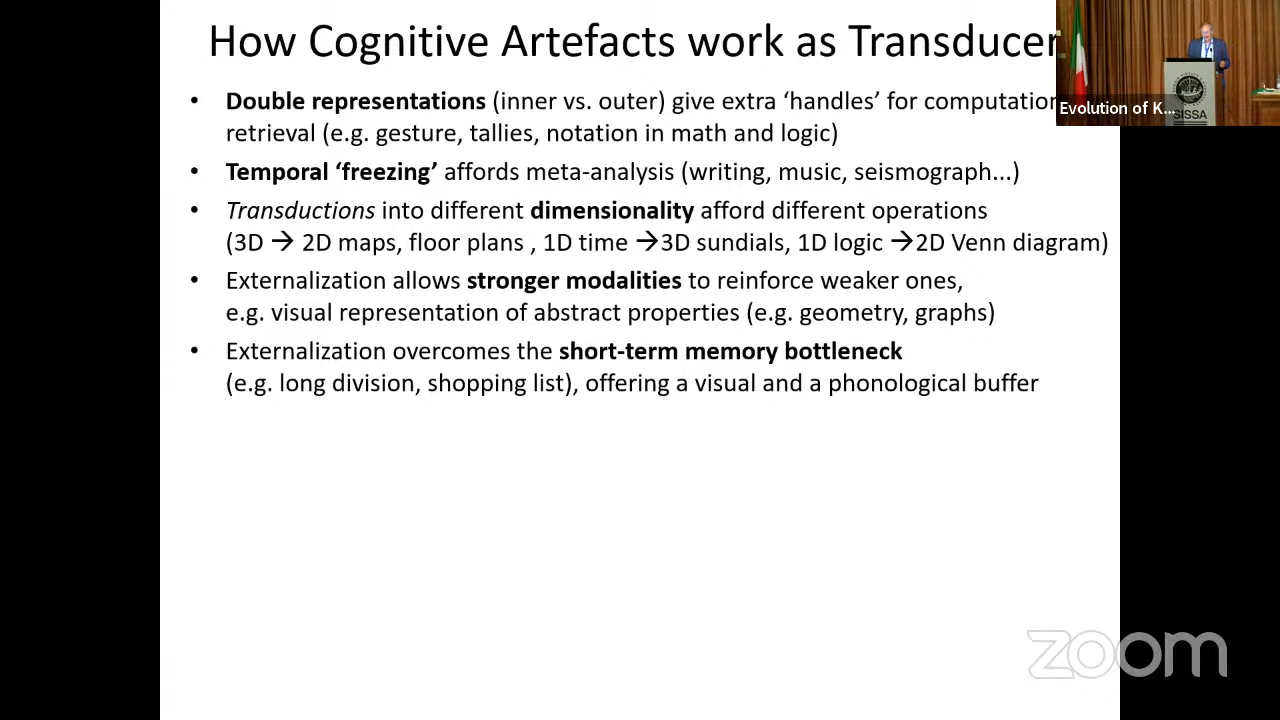 How Cognitive Artefacts work as Transducer
• Double representations (inner vs. outer) give extra ‘handles’ for computation
retrieval (e.g. gesture, tallies, notation in math and logic)
• Temporal ‘freezing’ affords meta-analysis (writing, music, seismograph...)
• Transductions into different dimensionality afford different operations
(3D → 2D maps, floor plans , 1D time →3D sundials, 1D logic →2D Venn diagram)
• Externalization allows stronger modalities to reinforce weaker ones,
e.g. visual representation of abstract properties (e.g. geometry, graphs)
• Externalization overcomes the short-term memory bottleneck
(e.g. long division, shopping list), offering a visual and a phonological buffer
Evolution of K...
SISSA
zoom